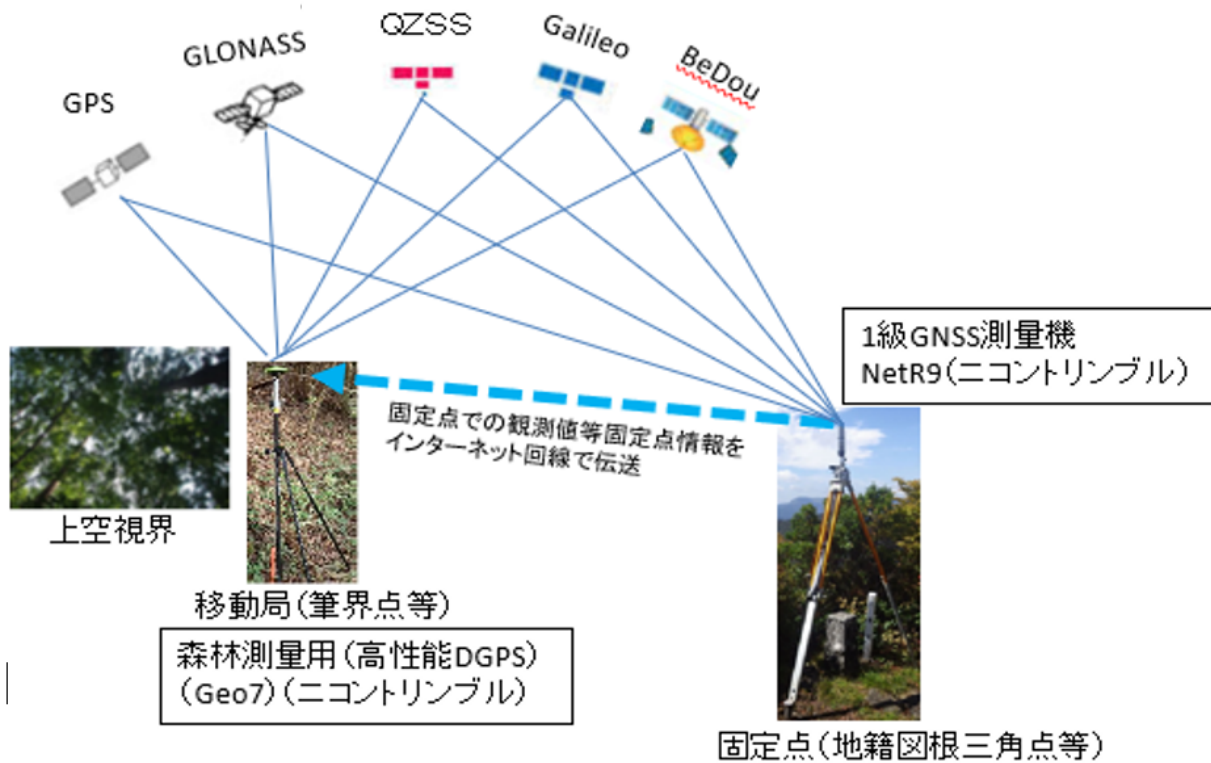 GPS
GLONASS
QZSS
Galileo
BeDou
1級GNSS測量機
NetR9(ニコントリンブル)
固定点での観測値等固定点情報を
インターネット回線で伝送
上空視界
移動局(筆界点等)
森林測量用(高性能DGPS)
(Geo7)(ニコントリンブル)
固定点(地籍図根三角点等)